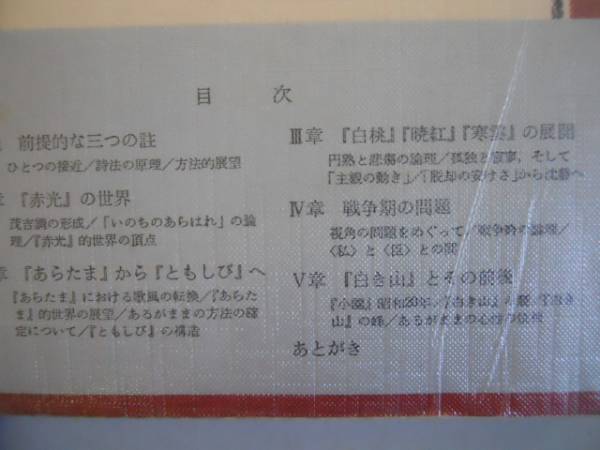 目 次
前提的な三つの註
ひとつの接近/詩法の原理/方法的展望
章 『赤光』の世界
茂吉調の形成/「いのちのあらはれ」の論
理/『赤光』的世界の頂点
章 『あらたま』から『ともしび』へ
『あらたま』における歌風の転換/『あらた
ま』的世界の展望/あるがままの方法の確
定について/『ともしび』の構造
Ⅲ章 『白桃』『暁紅』『寒雲』の展開
円熟と悲傷の論理/孤独と寂寥、そして
「主観の動き」/「脱却の安けさ」から沈静へ
Ⅳ章 戦争期の問題
視角の問題をめぐって/戦争時の論理/
〈私〉と〈臣〉との間
Ⅴ章 『白き山』とその前後
『小園』昭和20年/『白き山』/『白き
山』の峰/あるがままの心性の
あとがき